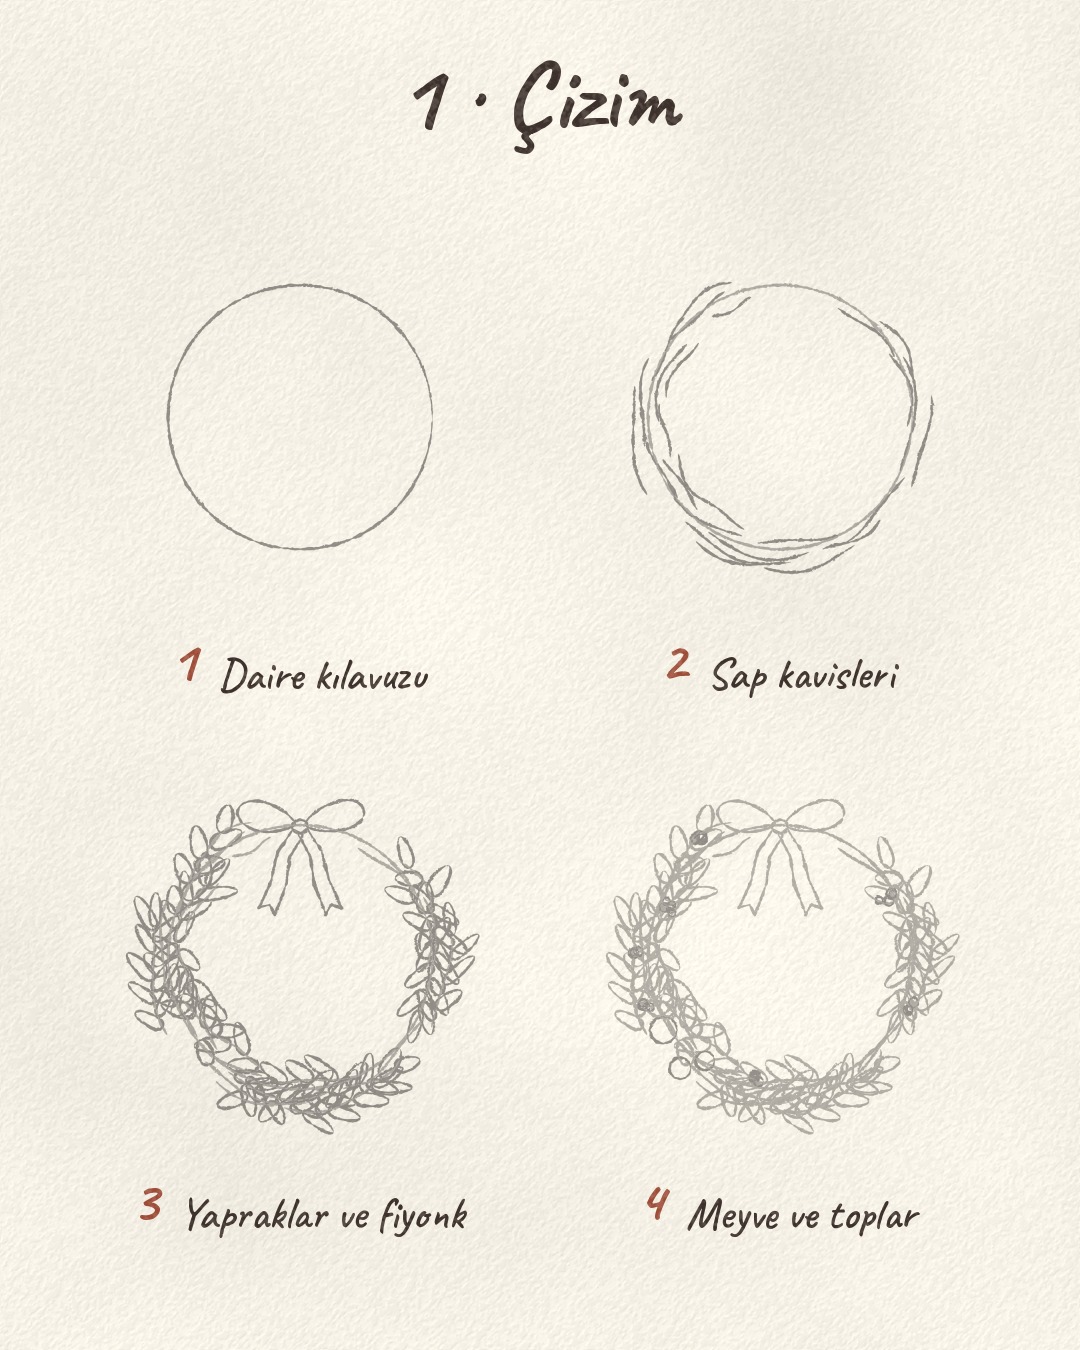 1 · Çizim
1 Daire kılavuzu
2 Sap kavisleri
3 Yapraklar ve fiyonk
4 Meyve ve toplar